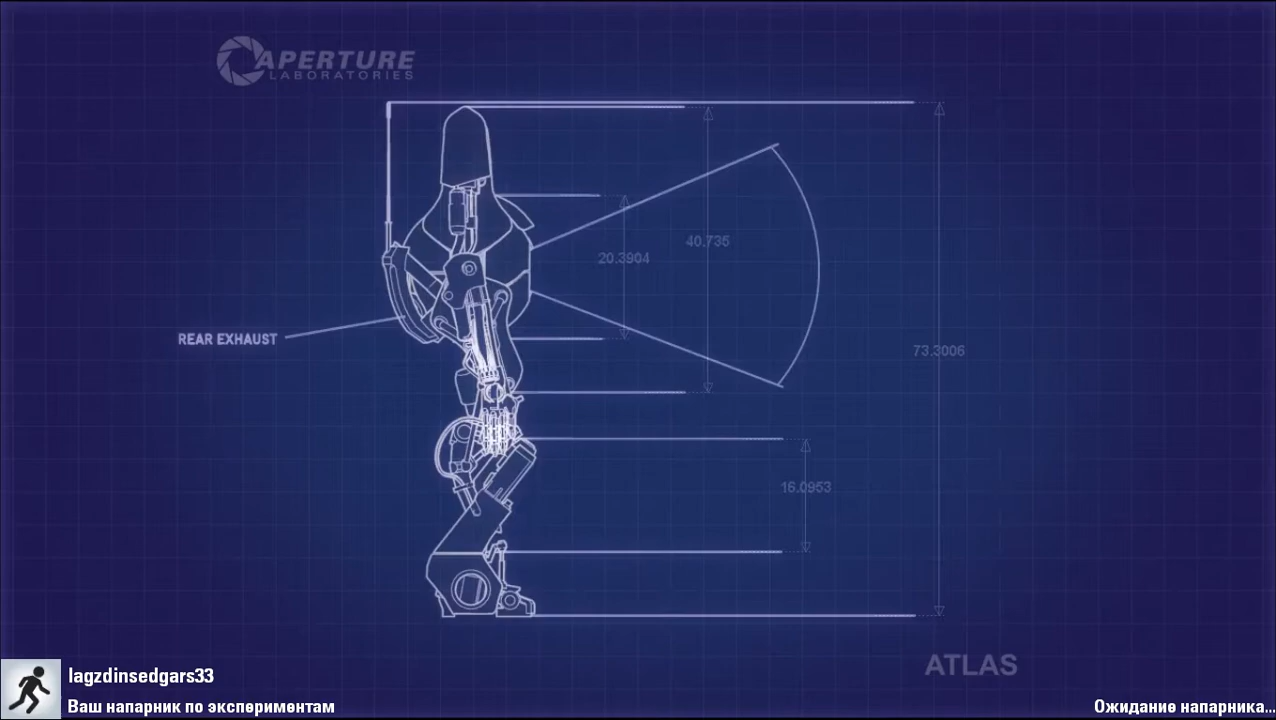 APERTURE
LABORATORIES
40.735
20.3904
REAR EXHAUST
73.3006
16.0953
ATLAS
lagzdinsedgars33
Ваш напарник по экспериментам
Ожидание напарника...